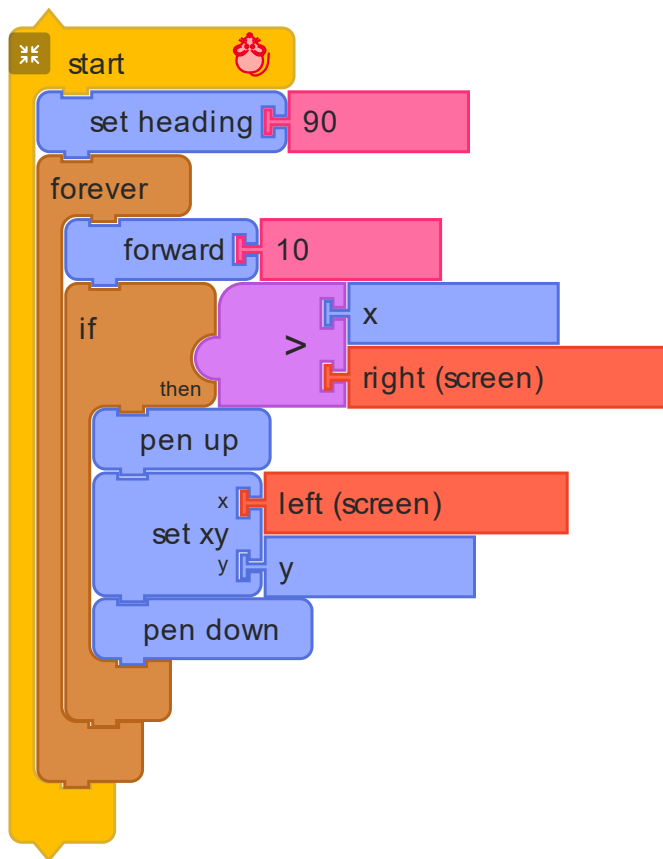 start
set heading 90
forever
forward 10
if
> x
then right (screen)
pen up
x left (screen)
set xy
y y
pen down